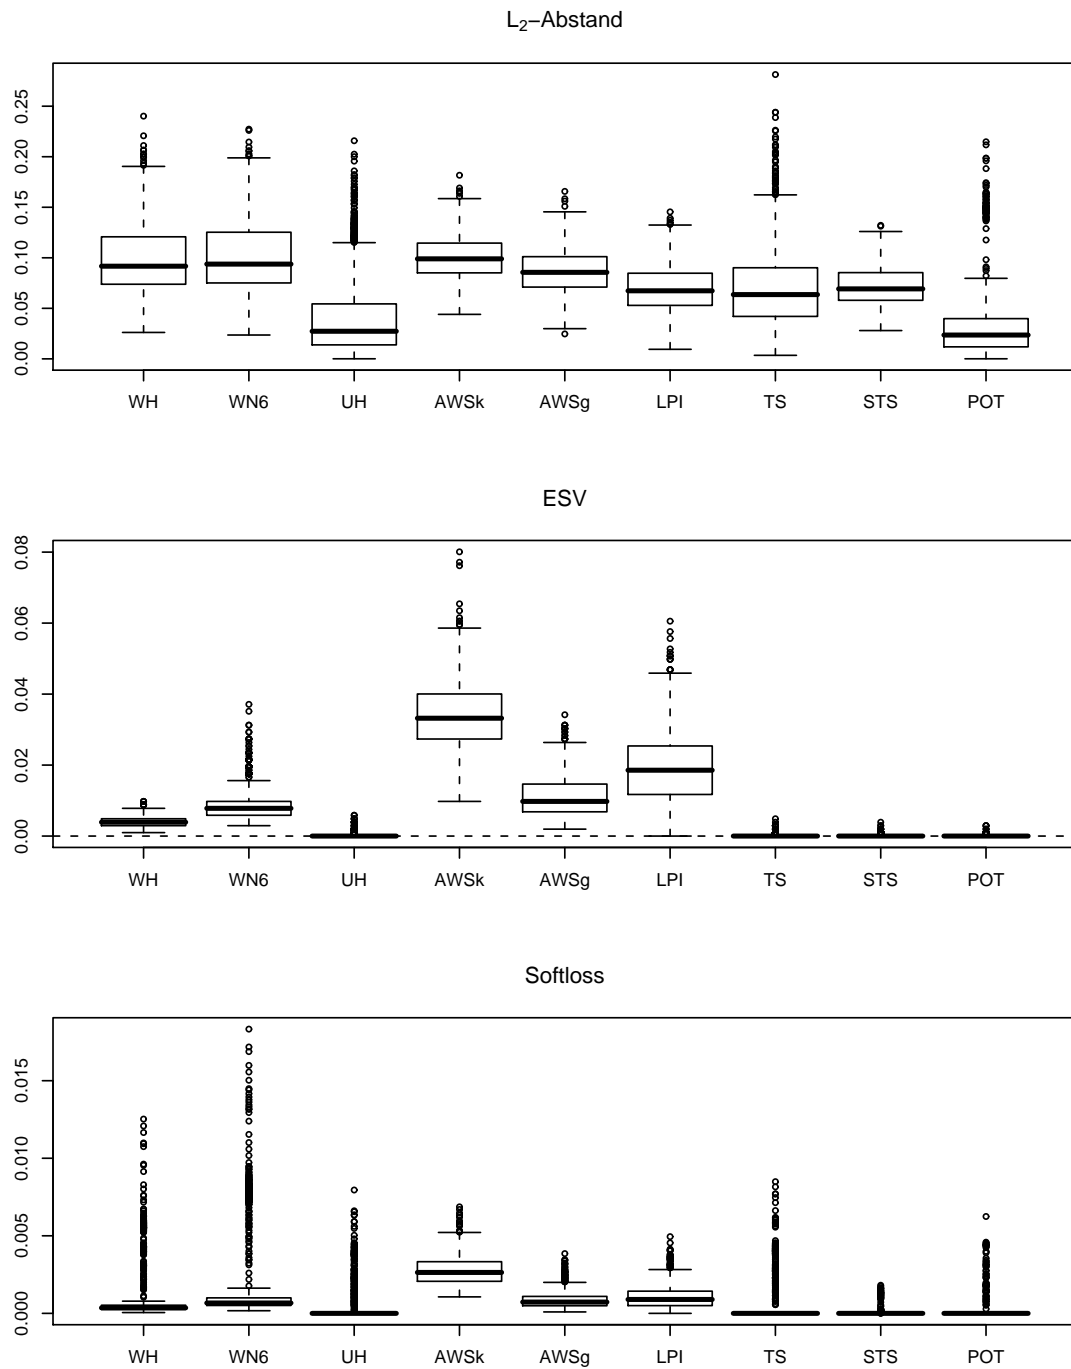 L₂−Abstand
0.25
0.20
0.15
0.10
0.05
0.00
WH WN6 UH AWSk AWSg LPI TS STS POT
ESV
0.08
0.06
0.04
0.02
0.00
WH WN6 UH AWSk AWSg LPI TS STS POT
Softloss
0.015
0.010
0.005
0.000
WH WN6 UH AWSk AWSg LPI TS STS POT